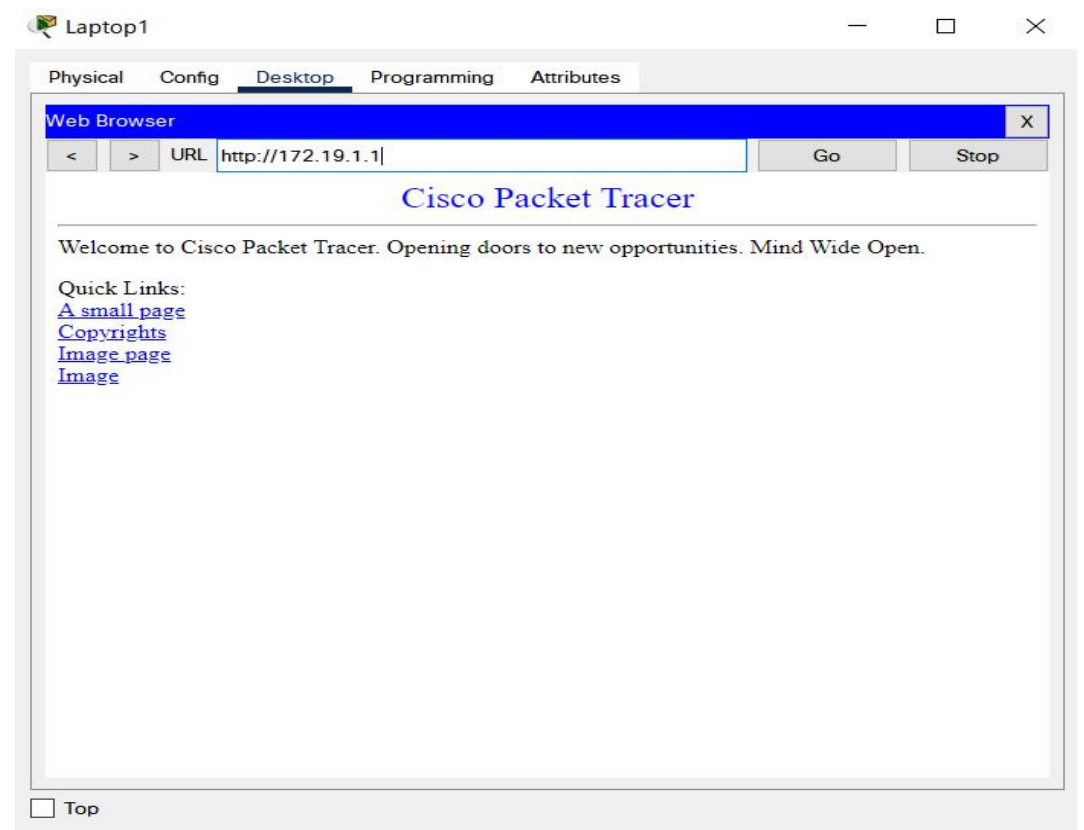 Laptop1
Physical Config Desktop Programming Attributes
Web Browser X
< > URL http://172.19.1.1 Go Stop
Cisco Packet Tracer
Welcome to Cisco Packet Tracer. Opening doors to new opportunities. Mind Wide Open.
Quick Links:
A small page
Copyrights
Image page
Image
Top